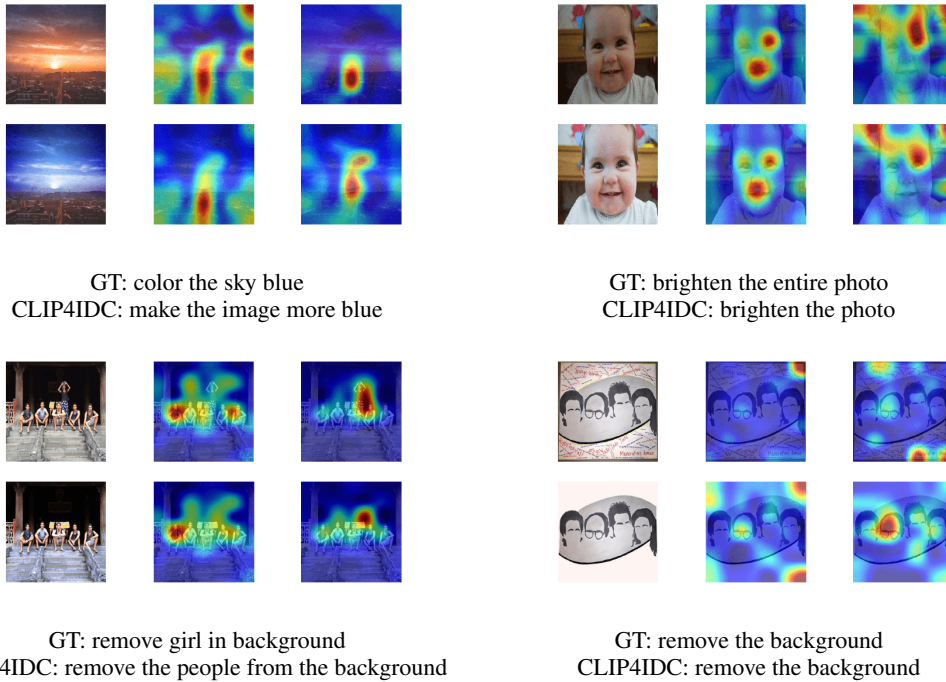 GT: color the sky blue
CLIP4IDC: make the image more blue
GT: brighten the entire photo
CLIP4IDC: brighten the photo
GT: remove girl in background
4IDC: remove the people from the background
GT: remove the background
CLIP4IDC: remove the background